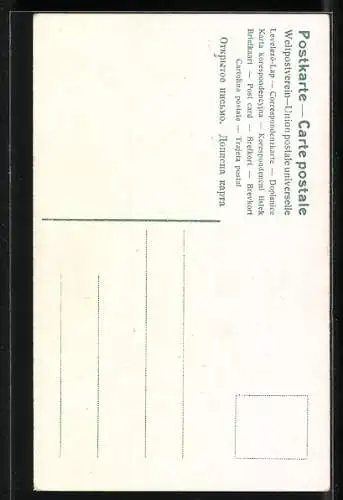 Postkarte — Carte postale
Weltpostverein — Union postale universelle
Levelező-Lap — Correspondenzkarte — Dopisnice
Karta korespondencyjna — Korespondenční lístek
Briefkaart — Post card — Brefkort — Brevkort
Cartolina postale — Trajeta postal
Открытое письмо. Дописна карта